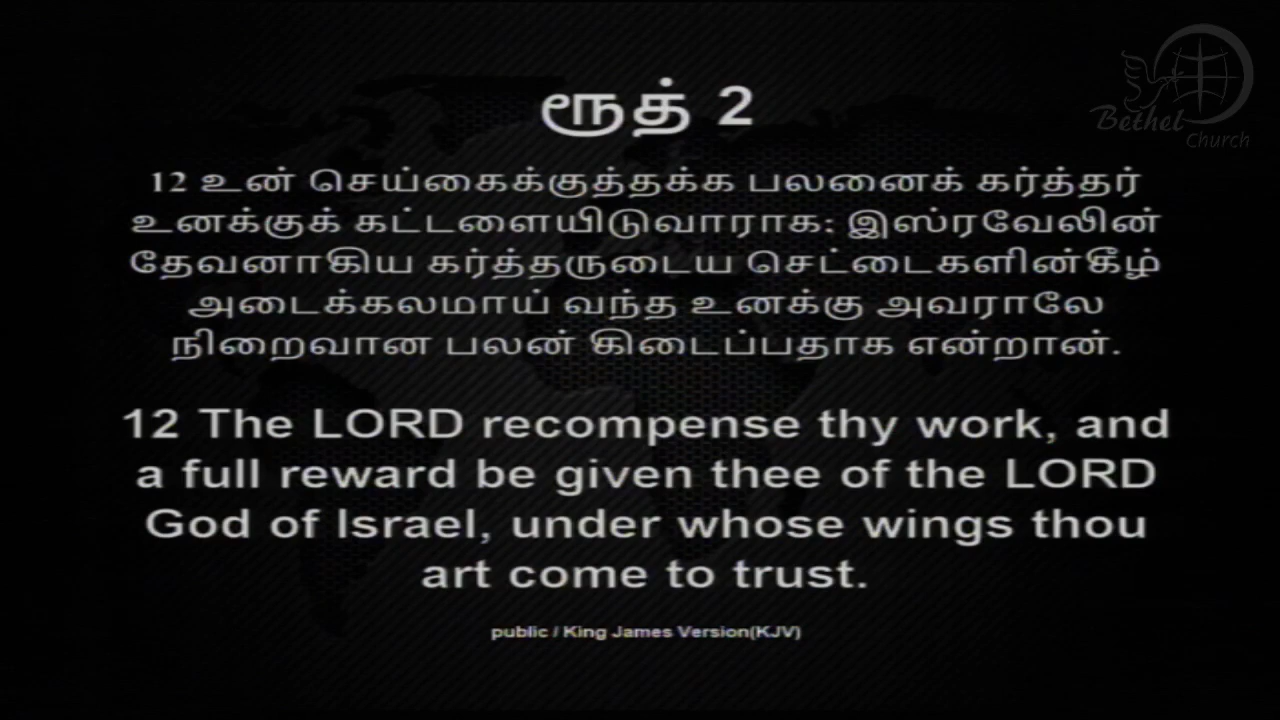 Bethel
Church
ரூத் 2
12 உன் செய்கைக்குத்தக்க பலனைக் கர்த்தர்
உனக்குக் கட்டளையிடுவாராக; இஸ்ரவேலின்
தேவனாகிய கர்த்தருடைய செட்டைகளின்கீழ்
அடைக்கலமாய் வந்த உனக்கு அவராலே
நிறைவான பலன் கிடைப்பதாக என்றான்.
12 The LORD recompense thy work, and
a full reward be given thee of the LORD
God of Israel, under whose wings thou
art come to trust.
public / King James Version(KJV)